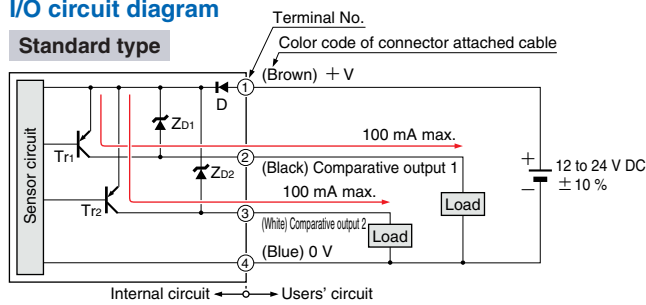 I/O circuit diagram
Terminal No.
Standard type
Color code of connector attached cable
1
(Brown) + V
D
ZD1
100 mA max.
Tr1
2
(Black) Comparative output 1
+
12 to 24 V DC
ZD2
−
± 10 %
Sensor circuit
100 mA max.
Load
Tr2
3
(White) Comparative output 2
Load
(Blue) 0 V
4
Internal circuit
Users' circuit